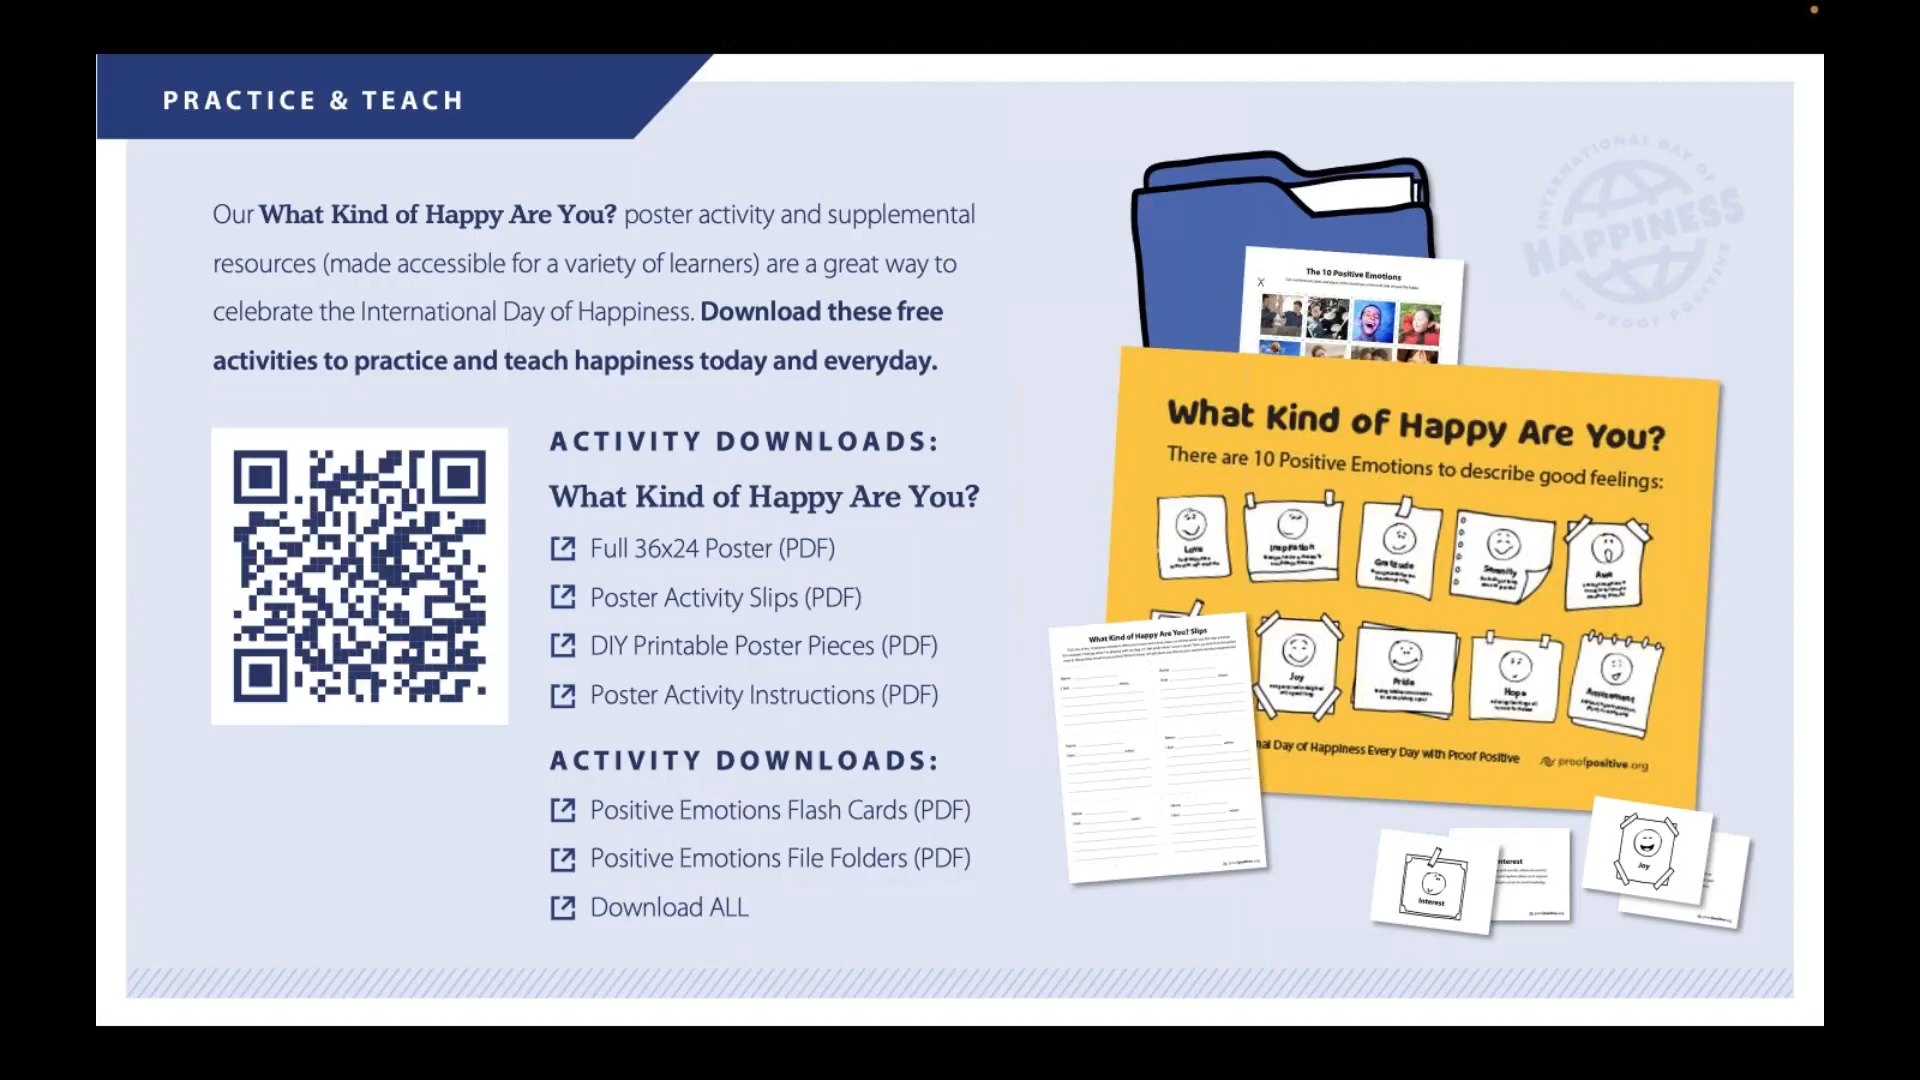 PRACTICE & TEACH
Our What Kind of Happy Are You? poster activity and supplemental
resources (made accessible for a variety of learners) are a great way to
celebrate the International Day of Happiness. Download these free
activities to practice and teach happiness today and everyday.
ACTIVITY DOWNLOADS:
What Kind of Happy Are You?
Full 36x24 Poster (PDF)
Poster Activity Slips (PDF)
DIY Printable Poster Pieces (PDF)
Poster Activity Instructions (PDF)
ACTIVITY DOWNLOADS:
Positive Emotions Flash Cards (PDF)
Positive Emotions File Folders (PDF)
Download ALL
INTERNATIONAL DAY OF
HAPPINESS
WITH PROOF POSITIVE
The 10 Positive Emotions
What Kind of Happy Are You?
There are 10 Positive Emotions to describe good feelings:
Love
Inspiration
Gratitude
Serenity
Awe
Joy
Pride
Hope
Amusement
Day of Happiness Every Day with Proof Positive
proofpositive.org
What Kind of Happy Are You? Slips
Interest
Joy